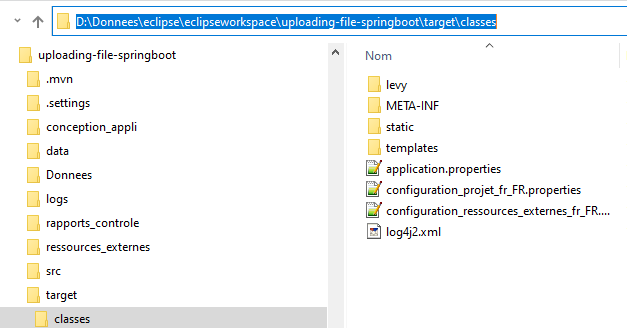 D:\Donnees\eclipse\eclipseworkspace\uploading-file-springboot\target\classes
uploading-file-springboot
.mvn
.settings
conception_appli
data
Donnees
logs
rapports_controle
ressources_externes
src
target
classes
Nom
levy
META-INF
static
templates
application.properties
configuration_projet_fr_FR.properties
configuration_ressources_externes_fr_FR....
log4j2.xml